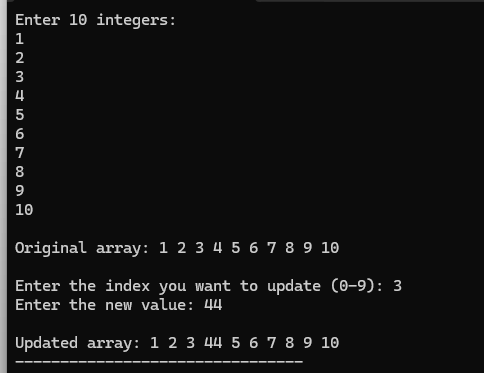 Enter 10 integers:
1
2
3
4
5
6
7
8
9
10
Original array: 1 2 3 4 5 6 7 8 9 10
Enter the index you want to update (0-9): 3
Enter the new value: 44
Updated array: 1 2 3 44 5 6 7 8 9 10
--------------------------------